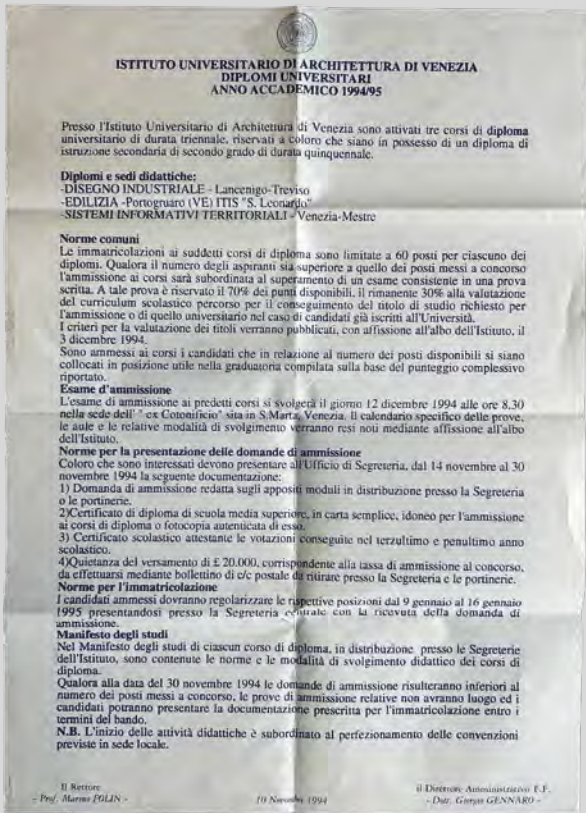 ISTITUTO UNIVERSITARIO DI ARCHITETTURA DI VENEZIA
DIPLOMI UNIVERSITARI
ANNO ACCADEMICO 1994/95
Presso l'Istituto Universitario di Architettura di Venezia sono attivati tre corsi di diploma
universitario di durata triennale, riservati a coloro che siano in possesso di un diploma di
istruzione secondaria di secondo grado di durata quinquennale.
Diplomi e sedi didattiche:
-DISEGNO INDUSTRIALE - Lancenigo-Treviso
-EDILIZIA -Portogruaro (VE) ITIS "S. Leonardo"
-SISTEMI INFORMATIVI TERRITORIALI - Venezia-Mestre
Norme comuni
Le immatricolazioni ai suddetti corsi di diploma sono limitate a 60 posti per ciascuno dei
diplomi. Qualora il numero degli aspiranti sia superiore a quello dei posti messi a concorso
l'ammissione ai corsi sarà subordinata al superamento di un esame consistente in una prova
scritta. A tale prova è riservato il 70% dei punti disponibili, il rimanente 30% alla valutazione
del curriculum scolastico percorso per il conseguimento del titolo di studio richiesto per
l'ammissione o di quello universitario nel caso di candidati già iscritti all'Università.
I criteri per la valutazione dei titoli verranno pubblicati, con affissione all'albo dell'Istituto, il
3 dicembre 1994.
Sono ammessi ai corsi i candidati che in relazione al numero dei posti disponibili si siano
collocati in posizione utile nella graduatoria compilata sulla base del punteggio complessivo
riportato.
Esame d'ammissione
L'esame di ammissione ai predetti corsi si svolgerà il giorno 12 dicembre 1994 alle ore 8.30
nella sede dell' " ex Cotonificio" sita in S.Marta, Venezia. Il calendario specifico delle prove,
le aule e le relative modalità di svolgimento verranno resi noti mediante affissione all'albo
dell'Istituto.
Norme per la presentazione delle domande di ammissione
Coloro che sono interessati devono presentare all'Ufficio di Segreteria, dal 14 novembre al 30
novembre 1994 la seguente documentazione:
1) Domanda di ammissione redatta sugli appositi moduli in distribuzione presso la Segreteria
o le portinerie.
2)Certificato di diploma di scuola media superiore, in carta semplice, idoneo per l'ammissione
ai corsi di diploma o fotocopia autenticata di esso.
3) Certificato scolastico attestante le votazioni conseguite nel terzultimo e penultimo anno
scolastico.
4)Quietanza del versamento di £ 20.000, corrispondente alla tassa di ammissione al concorso,
da effettuarsi mediante bollettino di c/c postale da ritirare presso la Segreteria e le portinerie.
Norme per l'immatricolazione
I candidati ammessi dovranno regolarizzare le rispettive posizioni dal 9 gennaio al 16 gennaio
1995 presentandosi presso la Segreteria centrale con la ricevuta della domanda di
ammissione.
Manifesto degli studi
Nel Manifesto degli studi di ciascun corso di diploma, in distribuzione presso le Segreterie
dell'Istituto, sono contenute le norme e le modalità di svolgimento didattico dei corsi di
diploma.
Qualora alla data del 30 novembre 1994 le domande di ammissione risulteranno inferiori al
numero dei posti messi a concorso, le prove di ammissione relative non avranno luogo ed i
candidati potranno presentare la documentazione prescritta per l'immatricolazione entro i
termini del bando.
N.B. L'inizio delle attività didattiche è subordinato al perfezionamento delle convenzioni
previste in sede locale.
Il Rettore
- Prof. Marino FOLIN -
10 Novembre 1994
il Direttore Amministrativo F.F.
- Dott. Giorgio GENNARO -